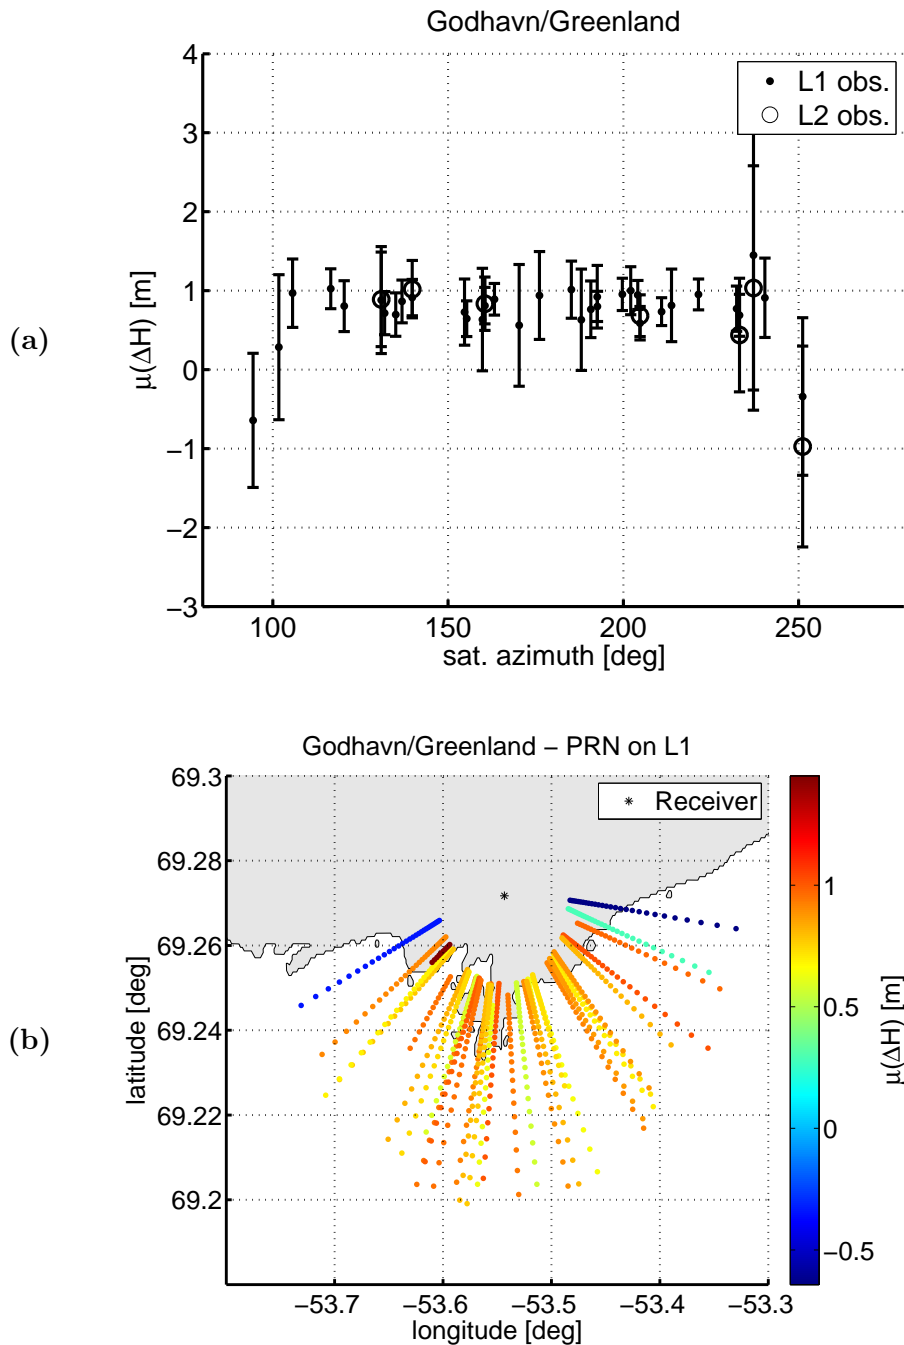 Godhavn/Greenland
4
3
2
1
0
−1
−2
−3
μ(ΔH) [m]
L1 obs.
L2 obs.
(a)
100
150
200
250
sat. azimuth [deg]
Godhavn/Greenland − PRN on L1
69.3
69.28
69.26
69.24
69.22
69.2
latitude [deg]
Receiver
(b)
1
0.5
0
−0.5
μ(ΔH) [m]
−53.7
−53.6
−53.5
−53.4
−53.3
longitude [deg]